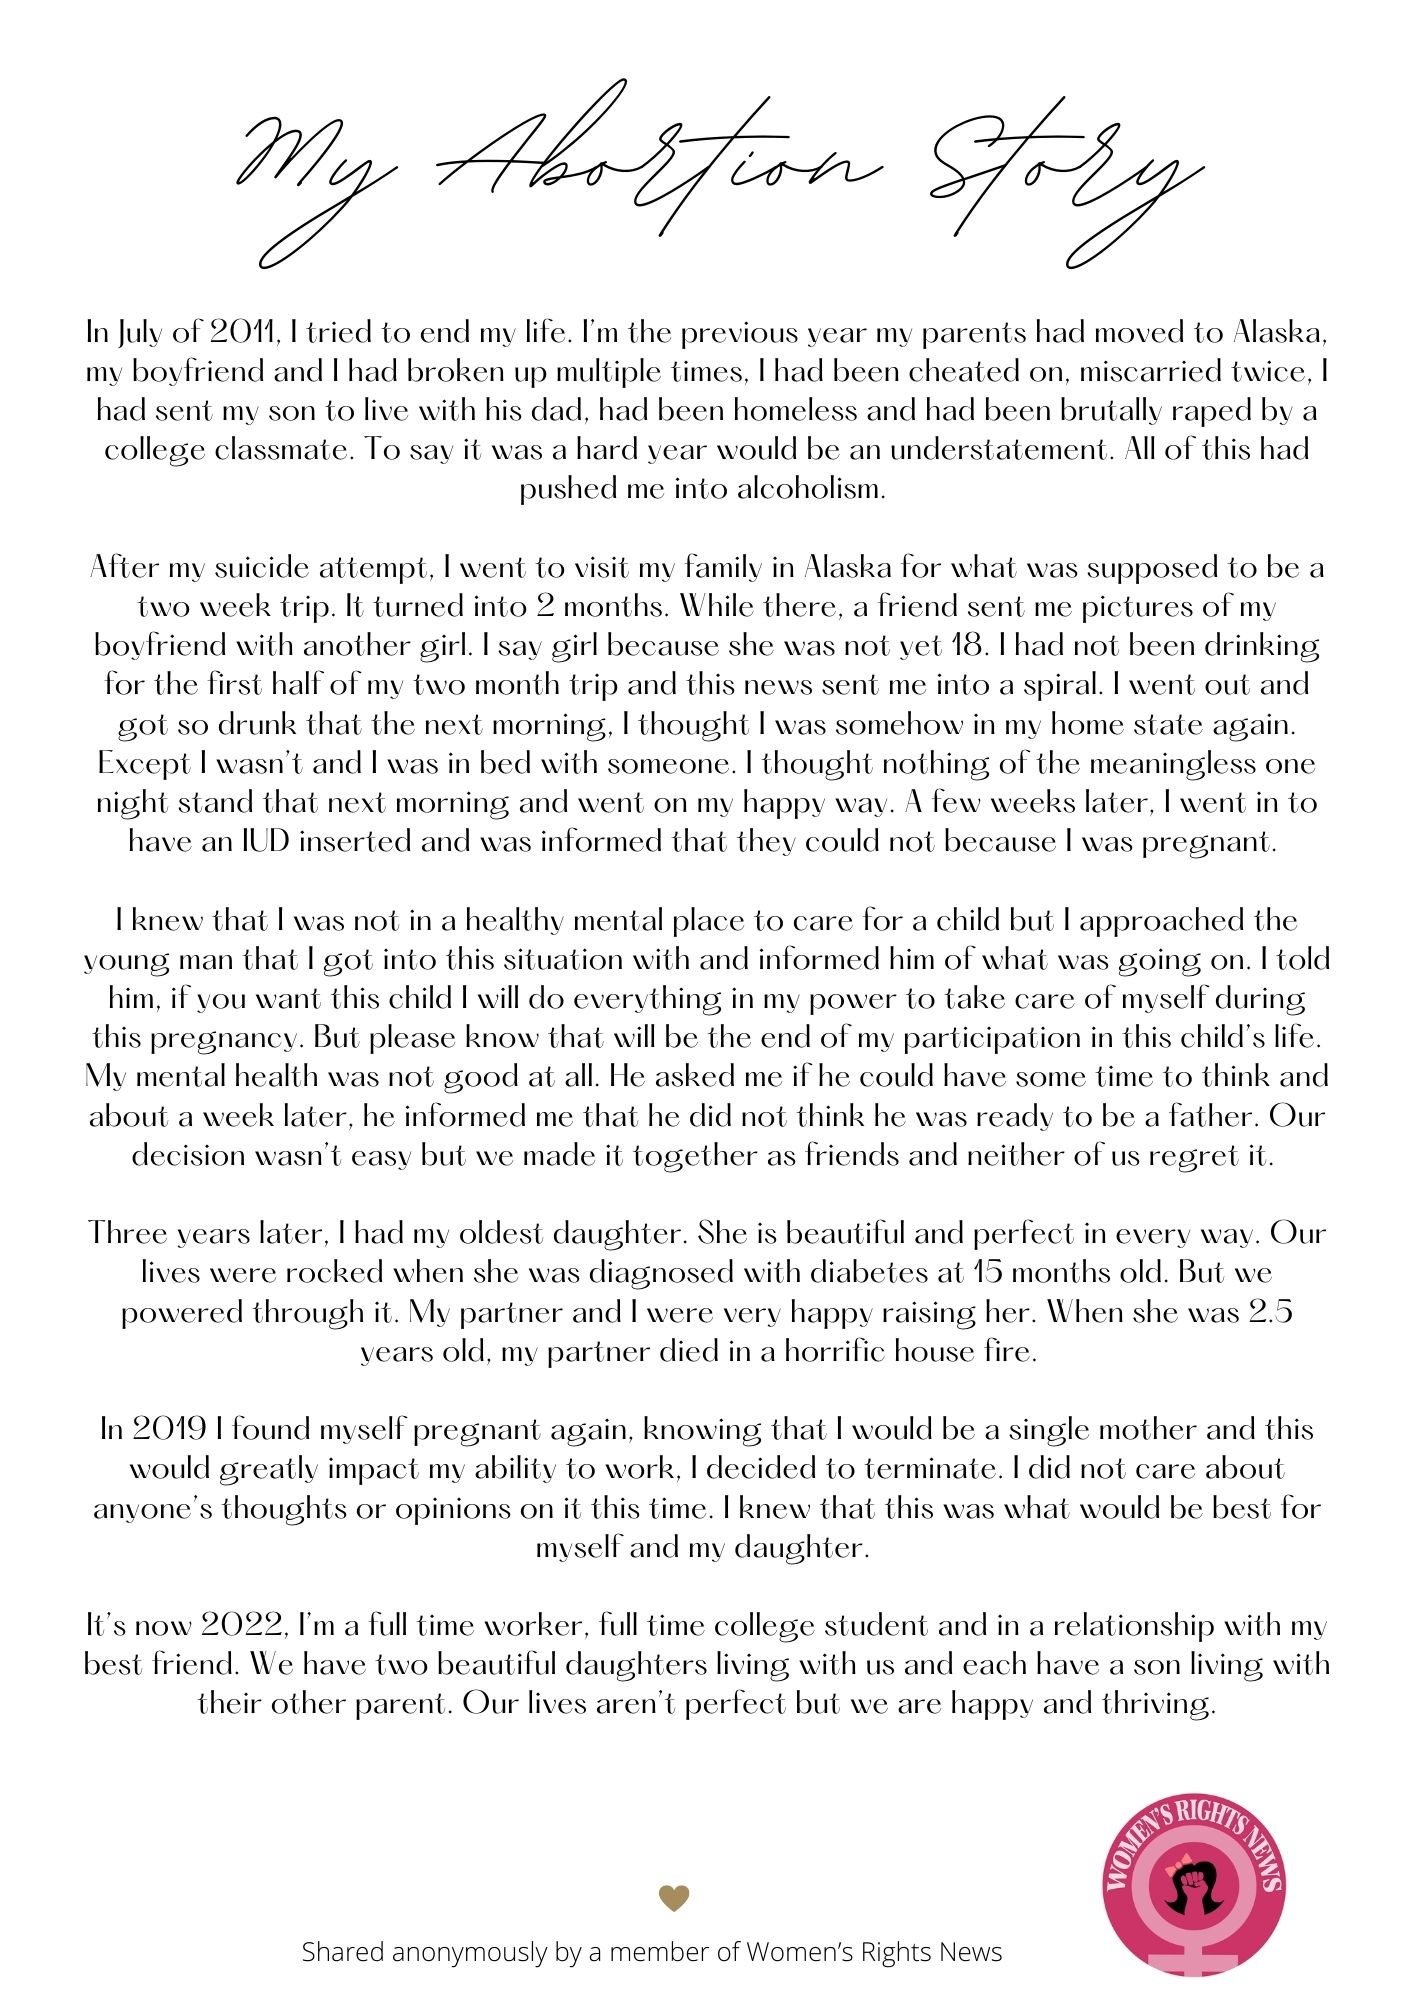 My Abortion Story
In July of 2011, I tried to end my life. I'm the previous year my parents had moved to Alaska,
my boyfriend and I had broken up multiple times, I had been cheated on, miscarried twice, I
had sent my son to live with his dad, had been homeless and had been brutally raped by a
college classmate. To say it was a hard year would be an understatement. All of this had
pushed me into alcoholism.
After my suicide attempt, I went to visit my family in Alaska for what was supposed to be a
two week trip. It turned into 2 months. While there, a friend sent me pictures of my
boyfriend with another girl. I say girl because she was not yet 18. I had not been drinking
for the first half of my two month trip and this news sent me into a spiral. I went out and
got so drunk that the next morning, I thought I was somehow in my home state again.
Except I wasn't and I was in bed with someone. I thought nothing of the meaningless one
night stand that next morning and went on my happy way. A few weeks later, I went in to
have an IUD inserted and was informed that they could not because I was pregnant.
I knew that I was not in a healthy mental place to care for a child but I approached the
young man that I got into this situation with and informed him of what was going on. I told
him, if you want this child I will do everything in my power to take care of myself during
this pregnancy. But please know that will be the end of my participation in this child's life.
My mental health was not good at all. He asked me if he could have some time to think and
about a week later, he informed me that he did not think he was ready to be a father. Our
decision wasn't easy but we made it together as friends and neither of us regret it.
Three years later, I had my oldest daughter. She is beautiful and perfect in every way. Our
lives were rocked when she was diagnosed with diabetes at 15 months old. But we
powered through it. My partner and I were very happy raising her. When she was 2.5
years old, my partner died in a horrific house fire.
In 2019 I found myself pregnant again, knowing that I would be a single mother and this
would greatly impact my ability to work, I decided to terminate. I did not care about
anyone's thoughts or opinions on it this time. I knew that this was what would be best for
myself and my daughter.
It's now 2022, I'm a full time worker, full time college student and in a relationship with my
best friend. We have two beautiful daughters living with us and each have a son living with
their other parent. Our lives aren't perfect but we are happy and thriving.
WOMEN'S RIGHTS NEWS
Shared anonymously by a member of Women's Rights News